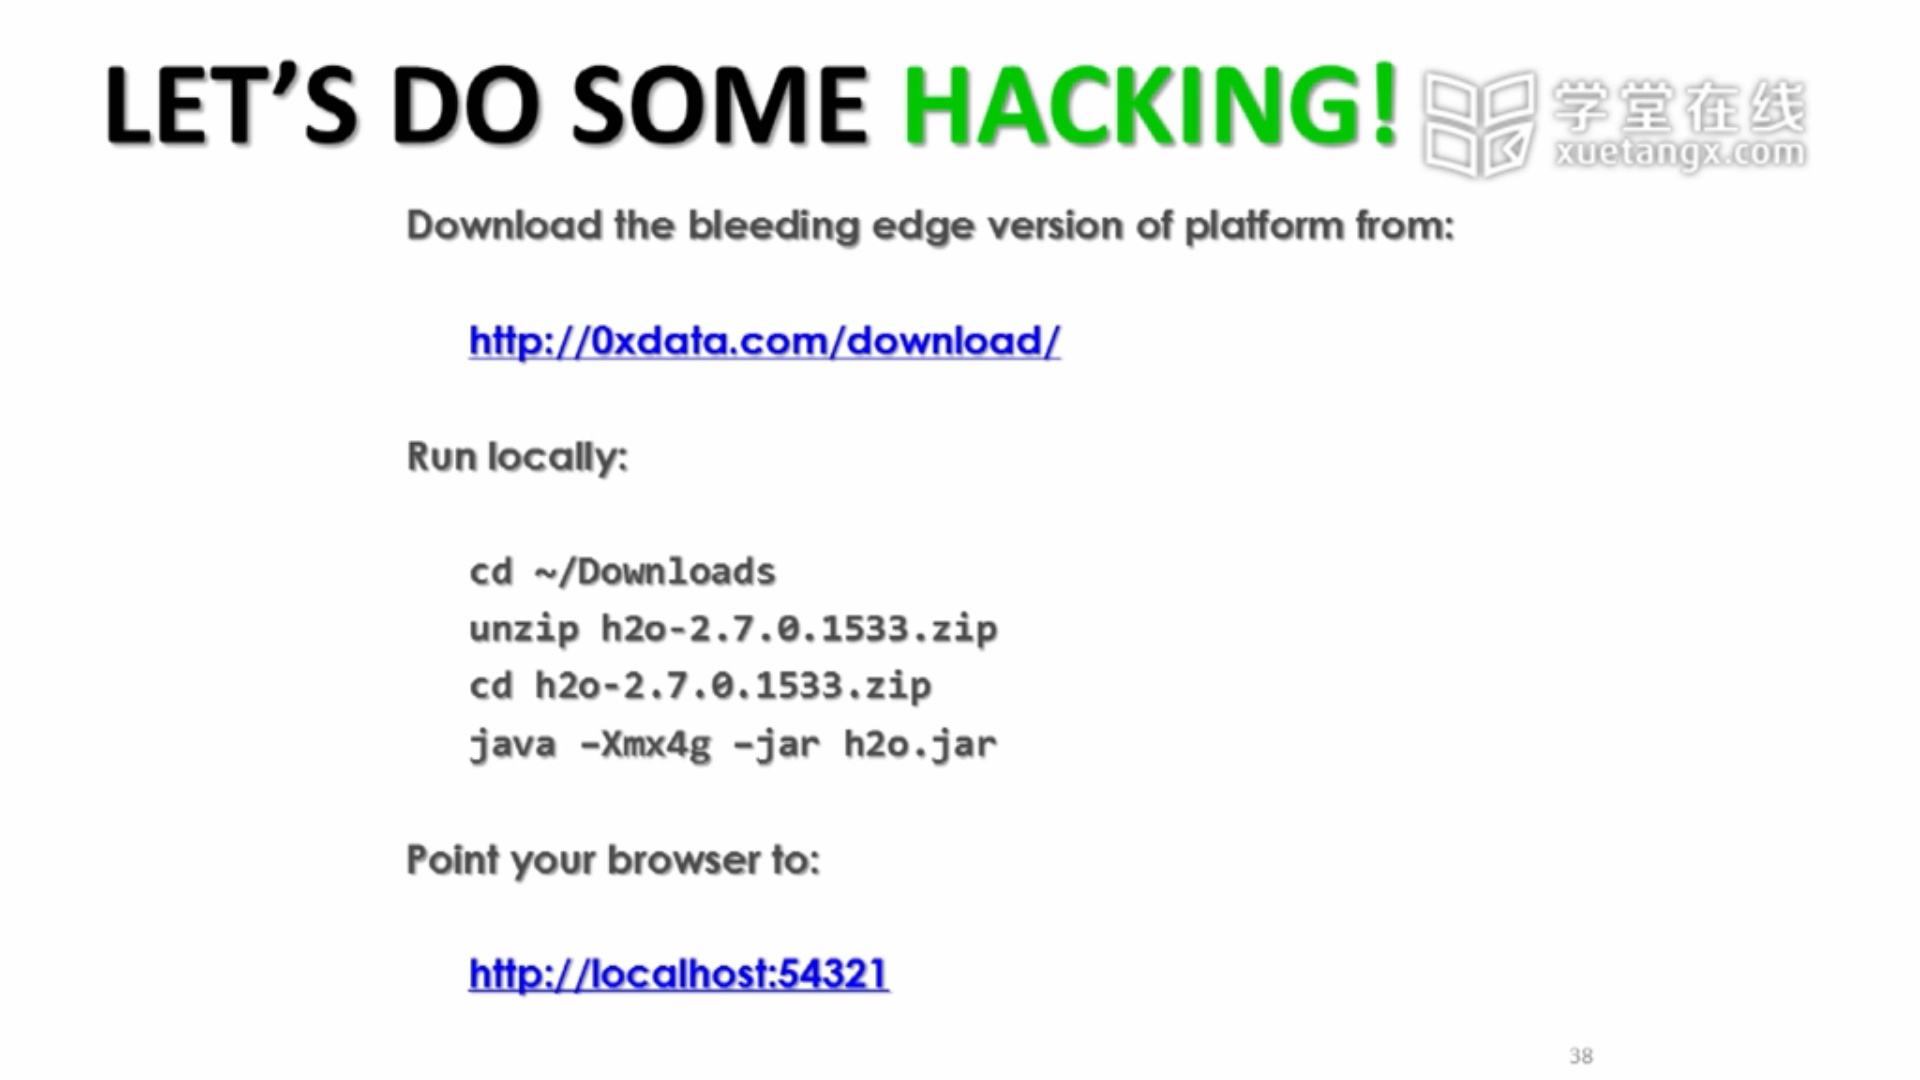 LET’S DO SOME HACKING!
学堂在线
xuetangx.com
Download the bleeding edge version of platform from:
http://0xdata.com/download/
Run locally:
cd ~/Downloads
unzip h2o-2.7.0.1533.zip
cd h2o-2.7.0.1533.zip
java –Xmx4g –jar h2o.jar
Point your browser to:
http://localhost:54321
38